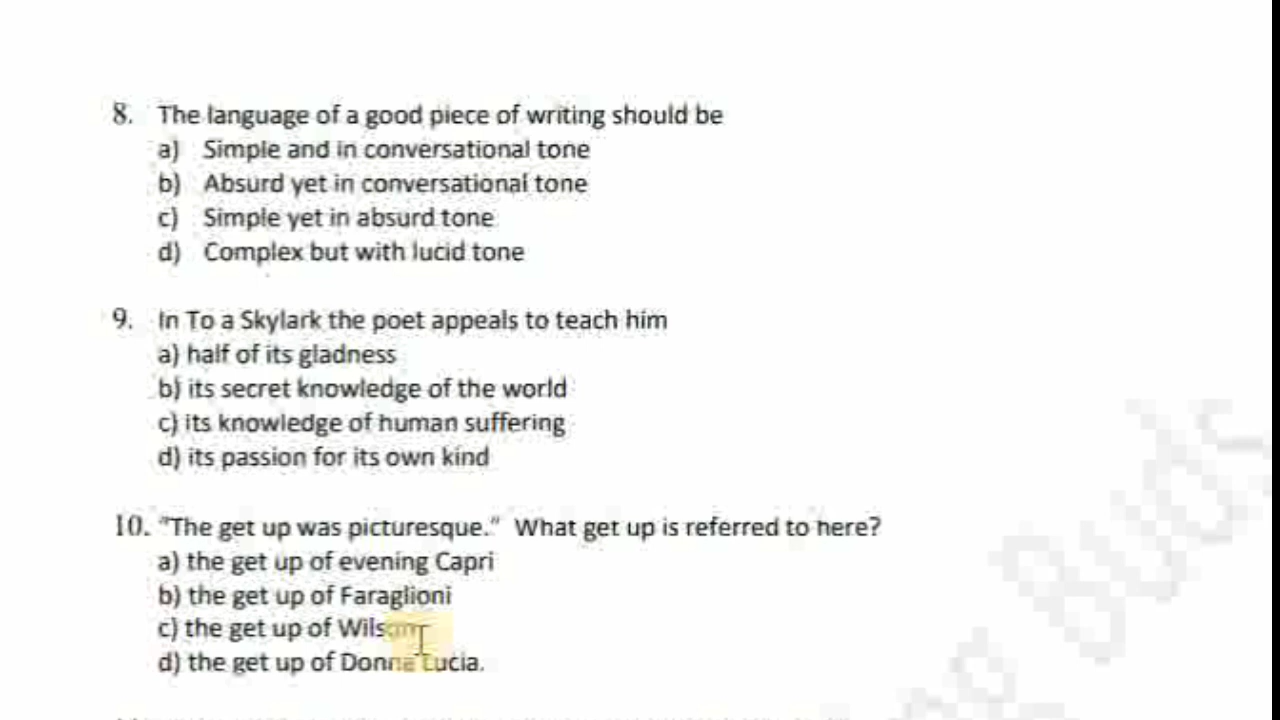 8. The language of a good piece of writing should be
a) Simple and in conversational tone
b) Absurd yet in conversational tone
c) Simple yet in absurd tone
d) Complex but with lucid tone
9. In To a Skylark the poet appeals to teach him
a) half of its gladness
b) its secret knowledge of the world
c) its knowledge of human suffering
d) its passion for its own kind
10. "The get up was picturesque." What get up is referred to here?
a) the get up of evening Capri
b) the get up of Faraglioni
c) the get up of Wilson
d) the get up of Donna Lucia.
Buds